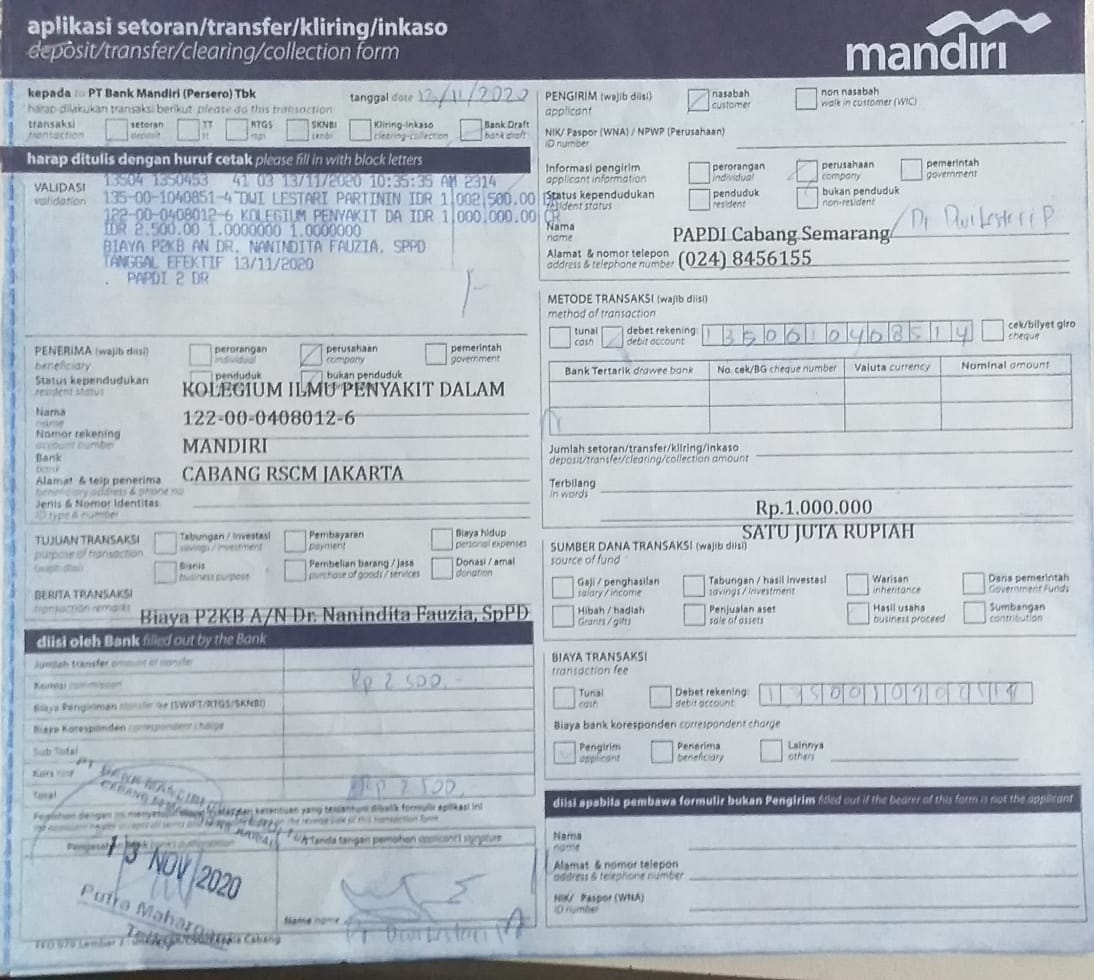 aplikasi setoran/transfer/kliring/inkaso
deposit/transfer/clearing/collection form
mandiri
kepada to PT Bank Mandiri (Persero) Tbk
tanggal date 13/11/2020
harap dilakukan transaksi berikut please do this transaction
transaksi
transaction
setoran
deposit
TT
tt
RTGS
rtgs
SKNBI
sknbi
Kliring-inkaso
clearing-collection
Bank Draft
bank draft
harap ditulis dengan huruf cetak please fill in with block letters
VALIDASI
validation
13504 1350453 41 03 13/11/2020 10:35:35 AM 2314
135-00-1040851-4 DWI LESTARI PARTININ IDR 1,002,500.00
122-00-0408012-6 KOLEGIUM PENYAKIT DA IDR 1,000,000.00 CR
IDR 2.500.00 1.0000000 1.0000000
BIAYA P2KB AN DR. NANINDITA FAUZIA, SPPD
TANGGAL EFEKTIF 13/11/2020
. PAPDI 2 DR
PENERIMA (wajib diisi)
beneficiary
perorangan
individual
perusahaan
company
pemerintah
government
Status kependudukan
resident status
penduduk
bukan penduduk
KOLEGIUM ILMU PENYAKIT DALAM
Nama
name
122-00-0408012-6
Nomor rekening
account number
MANDIRI
Bank
bank
CABANG RSCM JAKARTA
Alamat & telp penerima
beneficiary address & phone no
Jenis & Nomor Identitas
ID type & number
TUJUAN TRANSAKSI
purpose of transaction
Tabungan / Investasi
savings / investment
Pembayaran
payment
Biaya hidup
personal expenses
Bisnis
business purpose
Pembelian barang / jasa
purchase of goods / services
Donasi / amal
donation
BERITA TRANSAKSI
transaction remarks
Biaya P2KB A/N Dr. Nanindita Fauzia, SpPD
diisi oleh Bank filled out by the Bank
Jumlah transfer amount of transfer
Komisi commission
Rp 2 500.-
Biaya Pengiriman transfer fee (SWIFT/RTGS/SKNBI)
Biaya Koresponden correspondent charge
Sub Total
Kurs rate
Total
Rp 2 500.
PT BANK MANDIRI
Tanda tangan pemohon applicant's signature
13 NOV 2020
Putra
Teller
Nama name
Dr Dwi Lestari P
PENGIRIM (wajib diisi)
applicant
nasabah
customer
non nasabah
walk in customer (WIC)
NIK/ Paspor (WNA) / NPWP (Perusahaan)
ID number
Informasi pengirim
applicant information
perorangan
individual
perusahaan
company
pemerintah
government
Status kependudukan
resident status
penduduk
resident
bukan penduduk
non-resident
Nama
name
PAPDI Cabang Semarang / Dr Dwi Lestari P
Alamat & nomor telepon
address & telephone number (024) 8456155
METODE TRANSAKSI (wajib diisi)
method of transaction
tunai
cash
debet rekening:
debit account:
cek/bilyet giro
cheque
Bank Tertarik drawee bank
No. cek/BG cheque number
Valuta currency
Nominal amount
Jumlah setoran/transfer/kliring/inkaso
deposit/transfer/clearing/collection amount
Terbilang
in words
Rp.1.000.000
SATU JUTA RUPIAH
SUMBER DANA TRANSAKSI (wajib diisi)
source of fund
Gaji / penghasilan
salary / income
Tabungan / hasil investasi
savings / investment
Warisan
inheritance
Dana pemerintah
Government Funds
Hibah / hadiah
Grants / gifts
Penjualan aset
sale of assets
Hasil usaha
business proceed
Sumbangan
contribution
BIAYA TRANSAKSI
transaction fee
Tunai
cash
Debet rekening:
debit account:
Biaya bank koresponden correspondent charge
Pengirim
applicant
Penerima
beneficiary
Lainnya
others
diisi apabila pembawa formulir bukan Pengirim filled out if the bearer of this form is not the applicant
Nama
name
Alamat & nomor telepon
address & telephone number
NIK/ Paspor (WNA)
ID number